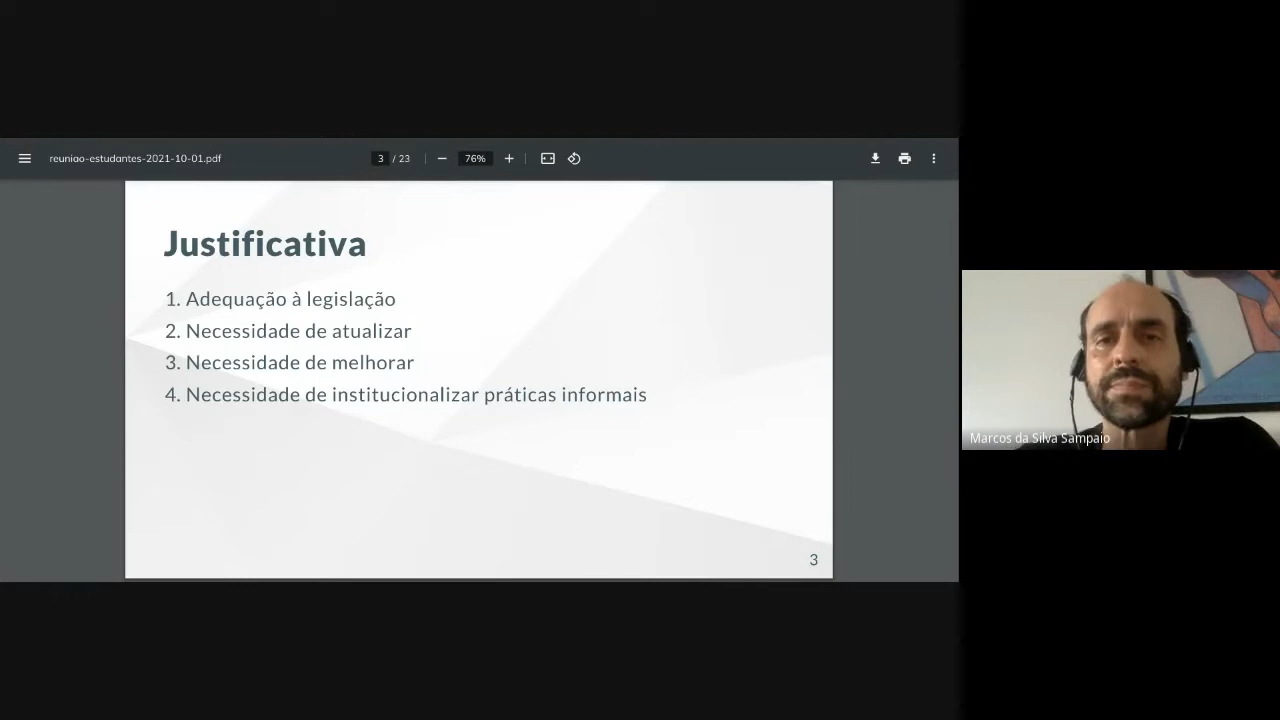 reuniao-estudantes-2021-10-01.pdf
3 / 23
76%
Justificativa
1. Adequação à legislação
2. Necessidade de atualizar
3. Necessidade de melhorar
4. Necessidade de institucionalizar práticas informais
3
Marcos da Silva Sampaio